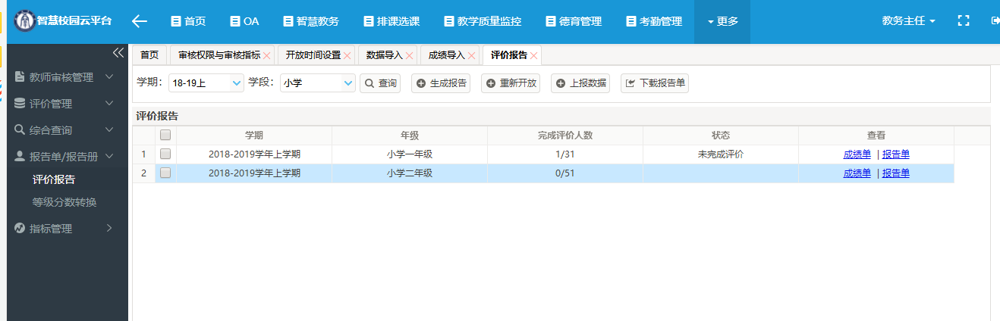 智慧校园云平台 首页 OA 智慧教务 排课选课 教学质量监控 德育管理 考勤管理 更多 教务主任
教师审核管理
评价管理
综合查询
报告单/报告册
评价报告
等级分数转换
指标管理
首页 审核权限与审核指标 开放时间设置 数据导入 成绩导入 评价报告
学期： 18-19上 学段： 小学 查询 生成报告 重新开放 上报数据 下载报告单
评价报告
学期 年级 完成评价人数 状态 查看
1 2018-2019学年上学期 小学一年级 1/31 未完成评价 成绩单 | 报告单
2 2018-2019学年上学期 小学二年级 0/51 成绩单 | 报告单